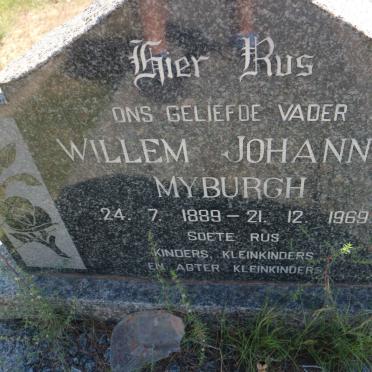 Hier Rus
ONS GELIEFDE VADER
WILLEM JOHANN
MYBURGH
24. 7. 1889 – 21. 12. 1969
SOETE RUS
KINDERS, KLEINKINDERS
EN AGTER KLEINKINDERS